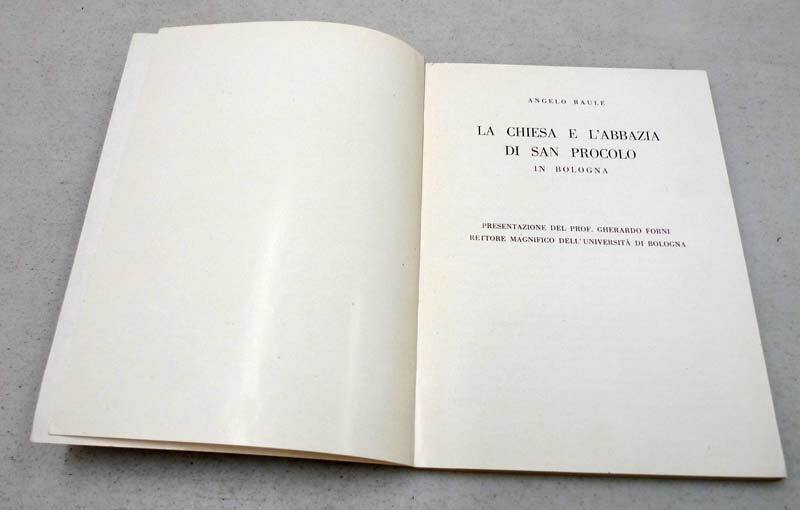 ANGELO RAULE
LA CHIESA E L'ABBAZIA
DI SAN PROCOLO
IN BOLOGNA
PRESENTAZIONE DEL PROF. GHERARDO FORNI
RETTORE MAGNIFICO DELL'UNIVERSITÀ DI BOLOGNA